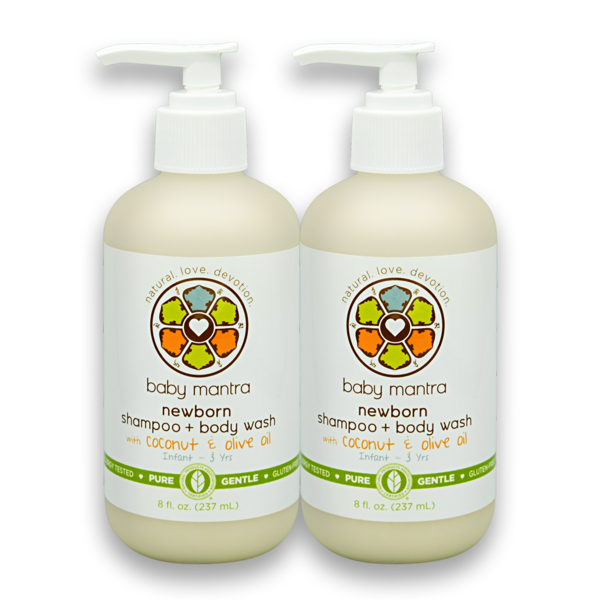 natural. love. devotion.
baby mantra
newborn
shampoo + body wash
with coconut & olive oil
Infant - 3 Yrs
TESTED ♥ PURE GENTLE ♥ GLUTEN
8 fl. oz. (237 mL)
natural. love. devotion.
baby mantra
newborn
shampoo + body wash
with coconut & olive oil
Infant - 3 Yrs
TESTED ♥ PURE GENTLE ♥ GLUTEN
8 fl. oz. (237 mL)